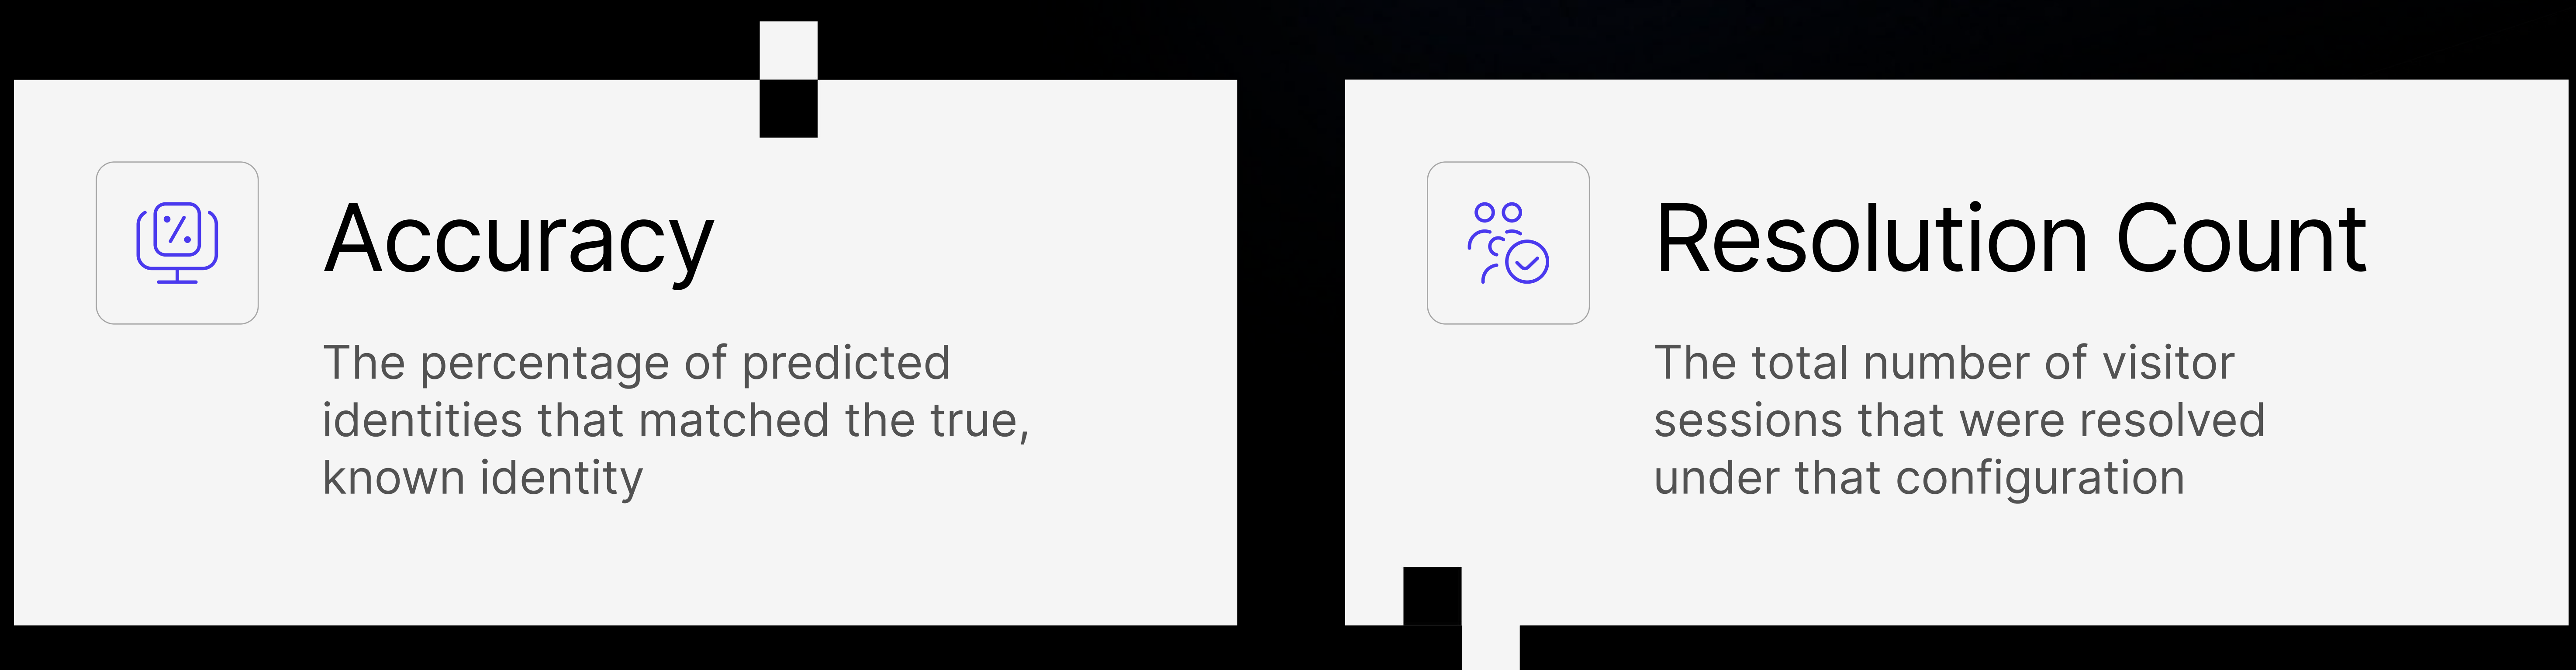 Accuracy
The percentage of predicted
identities that matched the true,
known identity
Resolution Count
The total number of visitor
sessions that were resolved
under that configuration